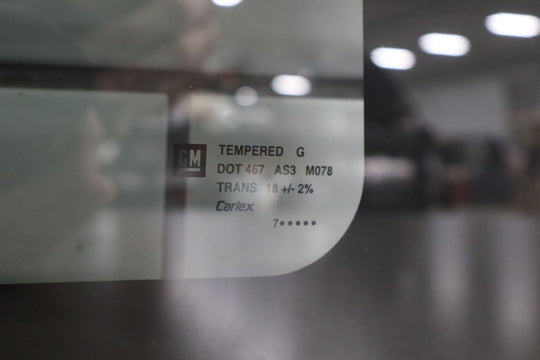 TEMPERED G
GM DOT 467 AS3 M078
TRANS 18 +/- 2%
Carlex
7•••••